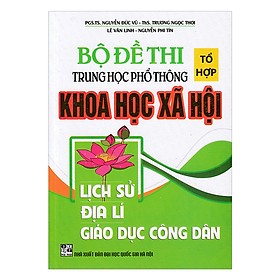 PGS.TS. NGUYỄN ĐỨC VŨ - ThS. TRƯƠNG NGỌC THƠI
LÊ VĂN LỊNH - NGUYỄN PHI TÍN
BỘ ĐỀ THI TỔ HỢP
TRUNG HỌC PHỔ THÔNG
KHOA HỌC XÃ HỘI
LỊCH SỬ
ĐỊA LÍ
GIÁO DỤC CÔNG DÂN
NHÀ XUẤT BẢN ĐẠI HỌC QUỐC GIA HÀ NỘI